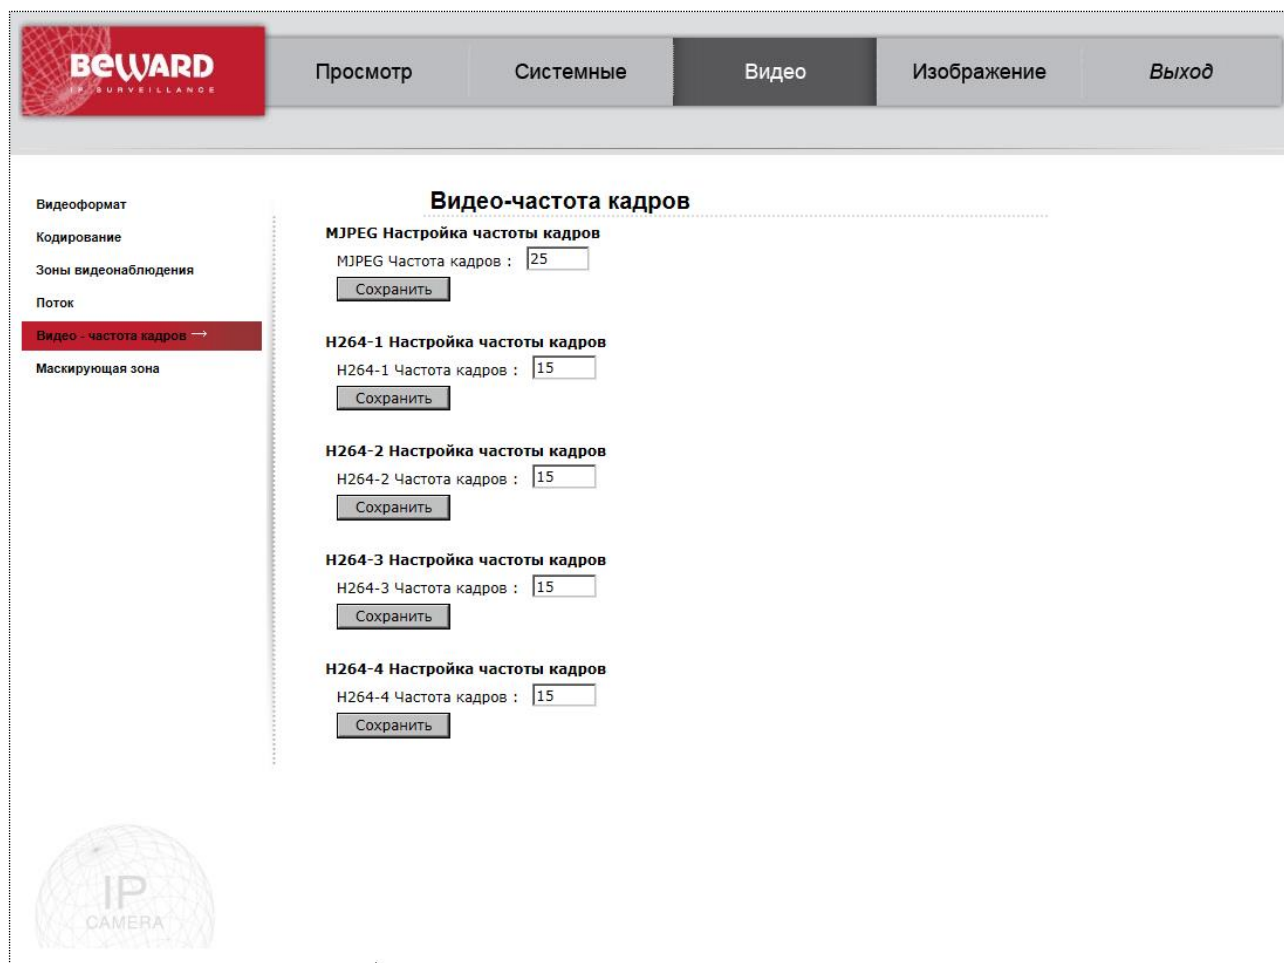 BEWARD
IP SURVEILLANCE
Просмотр
Системные
Видео
Изображение
Выход
Видеоформат
Кодирование
Зоны видеонаблюдения
Поток
Видео - частота кадров →
Маскирующая зона
Видео-частота кадров
MJPEG Настройка частоты кадров
MJPEG Частота кадров : 25
Сохранить
H264-1 Настройка частоты кадров
H264-1 Частота кадров : 15
Сохранить
H264-2 Настройка частоты кадров
H264-2 Частота кадров : 15
Сохранить
H264-3 Настройка частоты кадров
H264-3 Частота кадров : 15
Сохранить
H264-4 Настройка частоты кадров
H264-4 Частота кадров : 15
Сохранить
IP
CAMERA